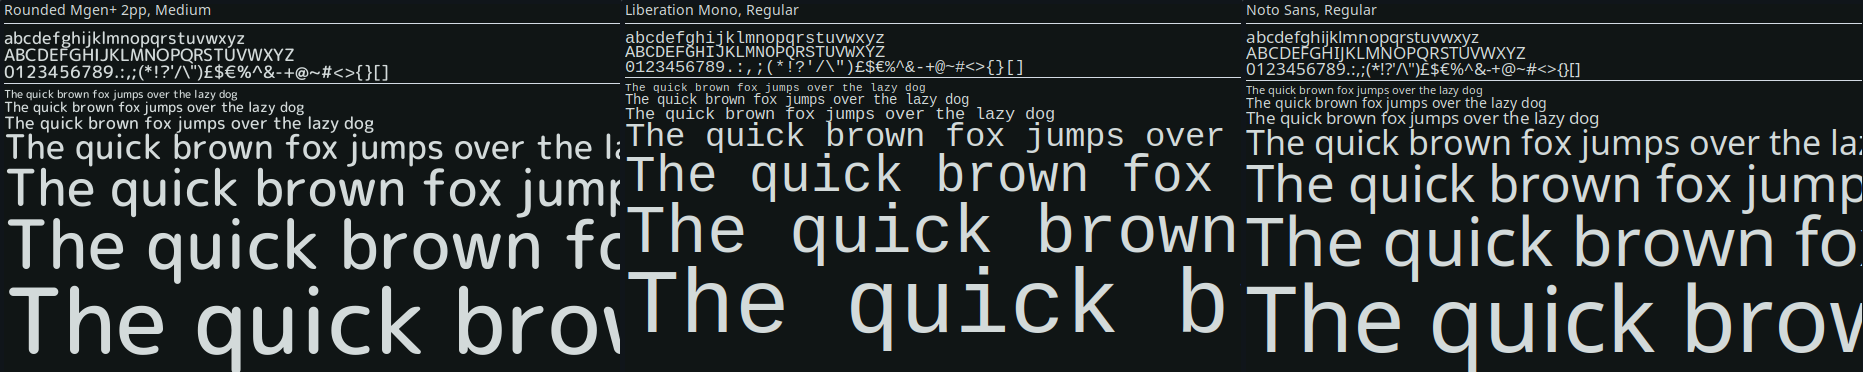 Rounded Mgen+ 2pp, Medium
abcdefghijklmnopqrstuvwxyz
ABCDEFGHIJKLMNOPQRSTUVWXYZ
0123456789.:,;(*!?'/\")£$€%^&-+@~#<>{}[]
The quick brown fox jumps over the lazy dog
The quick brown fox jumps over the lazy dog
The quick brown fox jumps over the lazy dog
The quick brown fox jumps over the la
The quick brown fox jump
The quick brown fo
The quick brow
Liberation Mono, Regular
abcdefghijklmnopqrstuvwxyz
ABCDEFGHIJKLMNOPQRSTUVWXYZ
0123456789.:,;(*!?'/\")£$€%^&-+@~#<>{}[]
The quick brown fox jumps over the lazy dog
The quick brown fox jumps over the lazy dog
The quick brown fox jumps over the lazy dog
The quick brown fox jumps over
The quick brown fox
The quick brown
The quick b
Noto Sans, Regular
abcdefghijklmnopqrstuvwxyz
ABCDEFGHIJKLMNOPQRSTUVWXYZ
0123456789.:,;(*!?'/\")£$€%^&-+@~#<>{}[]
The quick brown fox jumps over the lazy dog
The quick brown fox jumps over the lazy dog
The quick brown fox jumps over the lazy dog
The quick brown fox jumps over the laz
The quick brown fox jump
The quick brown fox
The quick brow